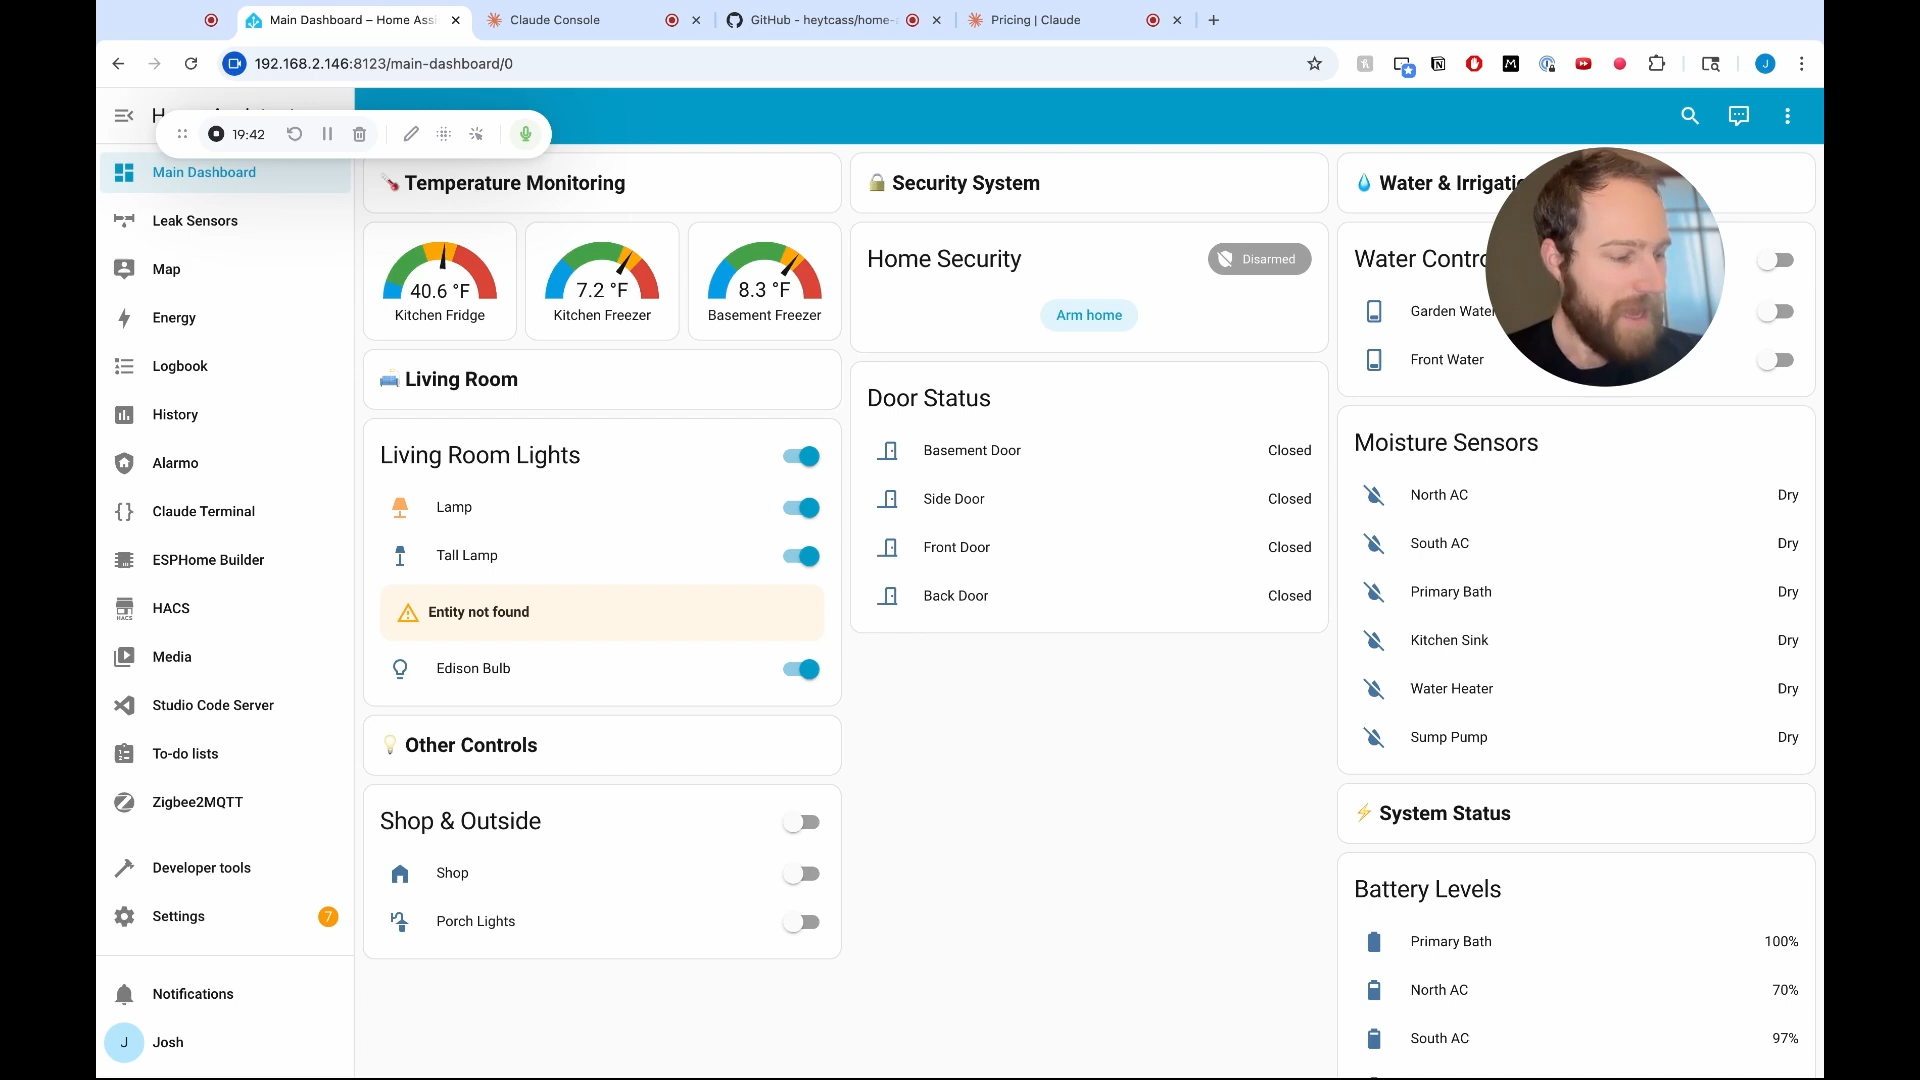 Main Dashboard – Home Assi
Claude Console
GitHub - heytcass/home-a
Pricing | Claude
192.168.2.146:8123/main-dashboard/0
J
19:42
Main Dashboard
Leak Sensors
Map
Energy
Logbook
History
Alarmo
Claude Terminal
ESPHome Builder
HACS
HACS
Media
Studio Code Server
To-do lists
Zigbee2MQTT
Developer tools
Settings
7
Notifications
J
Josh
Temperature Monitoring
40.6 °F
Kitchen Fridge
7.2 °F
Kitchen Freezer
8.3 °F
Basement Freezer
Living Room
Living Room Lights
Lamp
Tall Lamp
Entity not found
Edison Bulb
Other Controls
Shop & Outside
Shop
Porch Lights
Security System
Home Security
Disarmed
Arm home
Door Status
Basement Door Closed
Side Door Closed
Front Door Closed
Back Door Closed
Water & Irrigatio
Water Contro
Garden Water
Front Water
Moisture Sensors
North AC Dry
South AC Dry
Primary Bath Dry
Kitchen Sink Dry
Water Heater Dry
Sump Pump Dry
System Status
Battery Levels
Primary Bath 100%
North AC 70%
South AC 97%